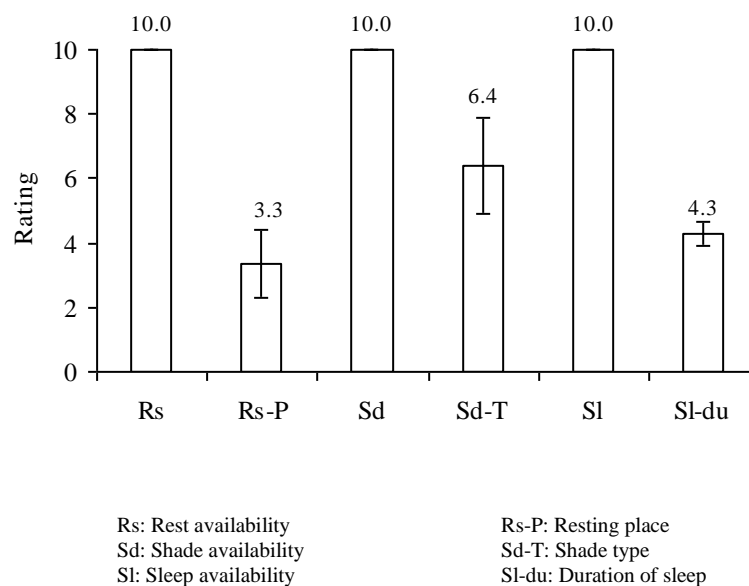 10.0
10.0
10.0
10
8
6
4
2
0
Rating
3.3
6.4
4.3
Rs
Rs-P
Sd
Sd-T
Sl
Sl-du
Rs: Rest availability
Rs-P: Resting place
Sd: Shade availability
Sd-T: Shade type
Sl: Sleep availability
Sl-du: Duration of sleep